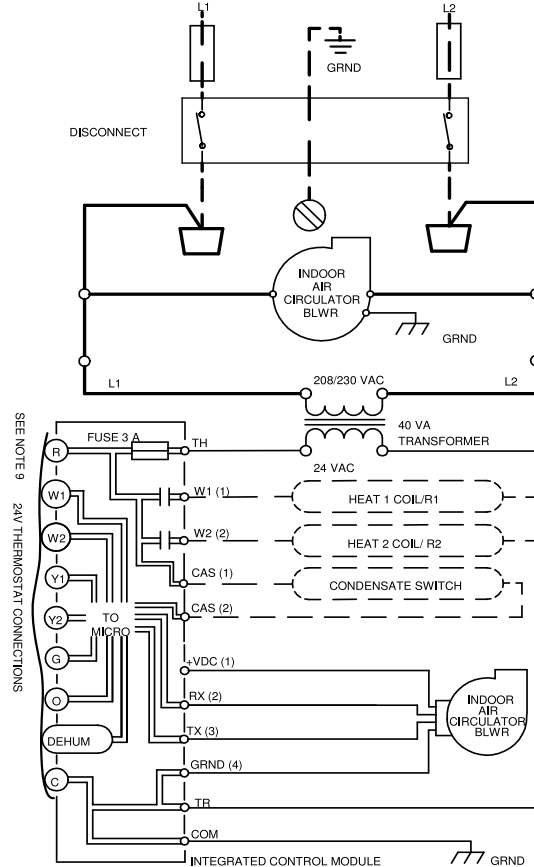 L1
L2
GRND
DISCONNECT
INDOOR
AIR
CIRCULATOR
BLWR
GRND
L1
208/230 VAC
L2
40 VA
TRANSFORMER
24 VAC
SEE NOTE 9
24V THERMOSTAT CONNECTIONS
R
FUSE 3 A
TH
W1
W1 (1)
HEAT 1 COIL/R1
W2
W2 (2)
HEAT 2 COIL/ R2
Y1
CAS (1)
CONDENSATE SWITCH
Y2
TO
MICRO
CAS (2)
G
+VDC (1)
O
RX (2)
INDOOR
AIR
CIRCULATOR
BLWR
DEHUM
TX (3)
C
GRND (4)
TR
COM
INTEGRATED CONTROL MODULE
GRND